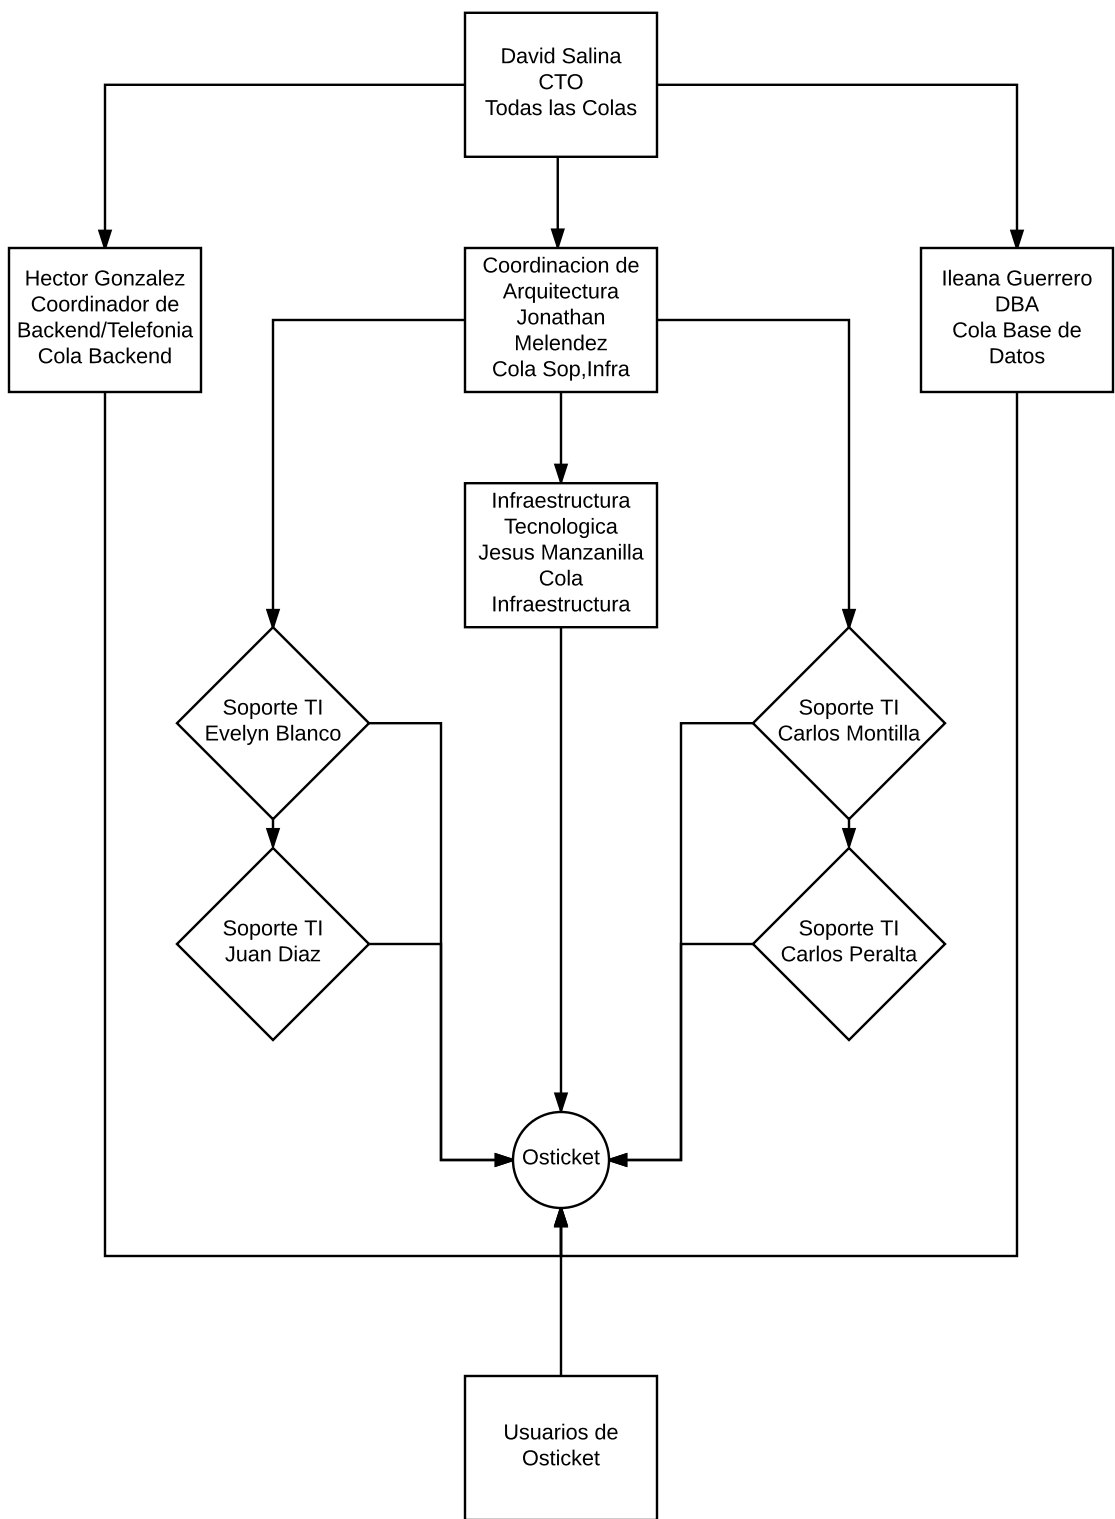 David Salina
CTO
Todas las Colas
Hector Gonzalez
Coordinador de
Backend/Telefonia
Cola Backend
Coordinacion de
Arquitectura
Jonathan
Melendez
Cola Sop,Infra
Ileana Guerrero
DBA
Cola Base de
Datos
Infraestructura
Tecnologica
Jesus Manzanilla
Cola
Infraestructura
Soporte TI
Evelyn Blanco
Soporte TI
Carlos Montilla
Soporte TI
Juan Diaz
Soporte TI
Carlos Peralta
Osticket
Usuarios de
Osticket